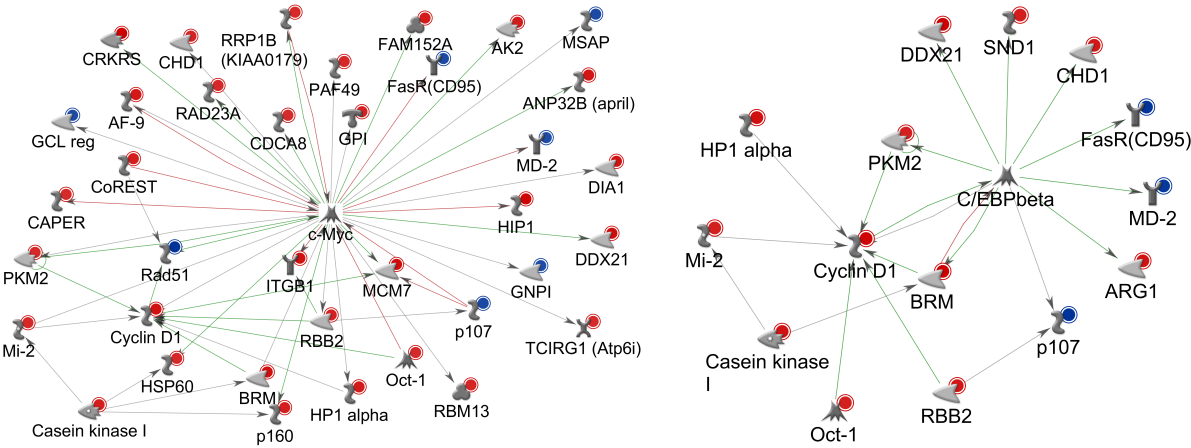 CRKRS
CHD1
RRP1B
(KIAA0179)
FAM152A
AK2
MSAP
PAF49
FasR(CD95)
AF-9
RAD23A
ANP32B (april)
GCL reg
CDCA8
GPI
MD-2
CoREST
DIA1
CAPER
HIP1
c-Myc
DDX21
PKM2
Rad51
ITGB1
MCM7
GNPI
Mi-2
Cyclin D1
RBB2
p107
TCIRG1 (Atp6i)
HSP60
Oct-1
BRM
HP1 alpha
RBM13
Casein kinase I
p160
DDX21
SND1
CHD1
FasR(CD95)
HP1 alpha
PKM2
C/EBPbeta
MD-2
Mi-2
Cyclin D1
BRM
ARG1
Casein kinase
I
p107
RBB2
Oct-1